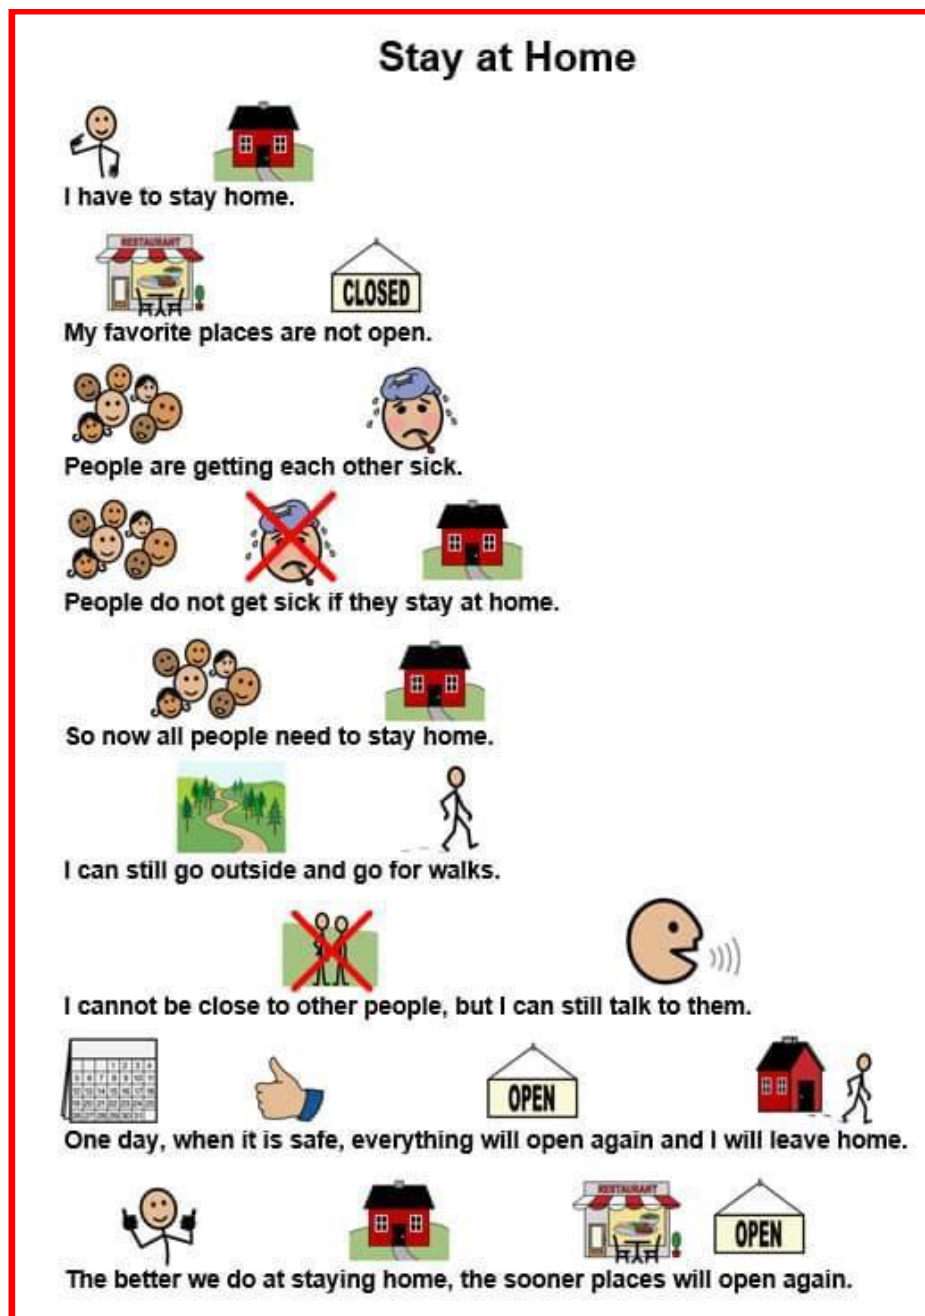 Stay at Home
I have to stay home.
RESTAURANT
CLOSED
My favorite places are not open.
People are getting each other sick.
People do not get sick if they stay at home.
So now all people need to stay home.
I can still go outside and go for walks.
I cannot be close to other people, but I can still talk to them.
OPEN
One day, when it is safe, everything will open again and I will leave home.
RESTAURANT
OPEN
The better we do at staying home, the sooner places will open again.